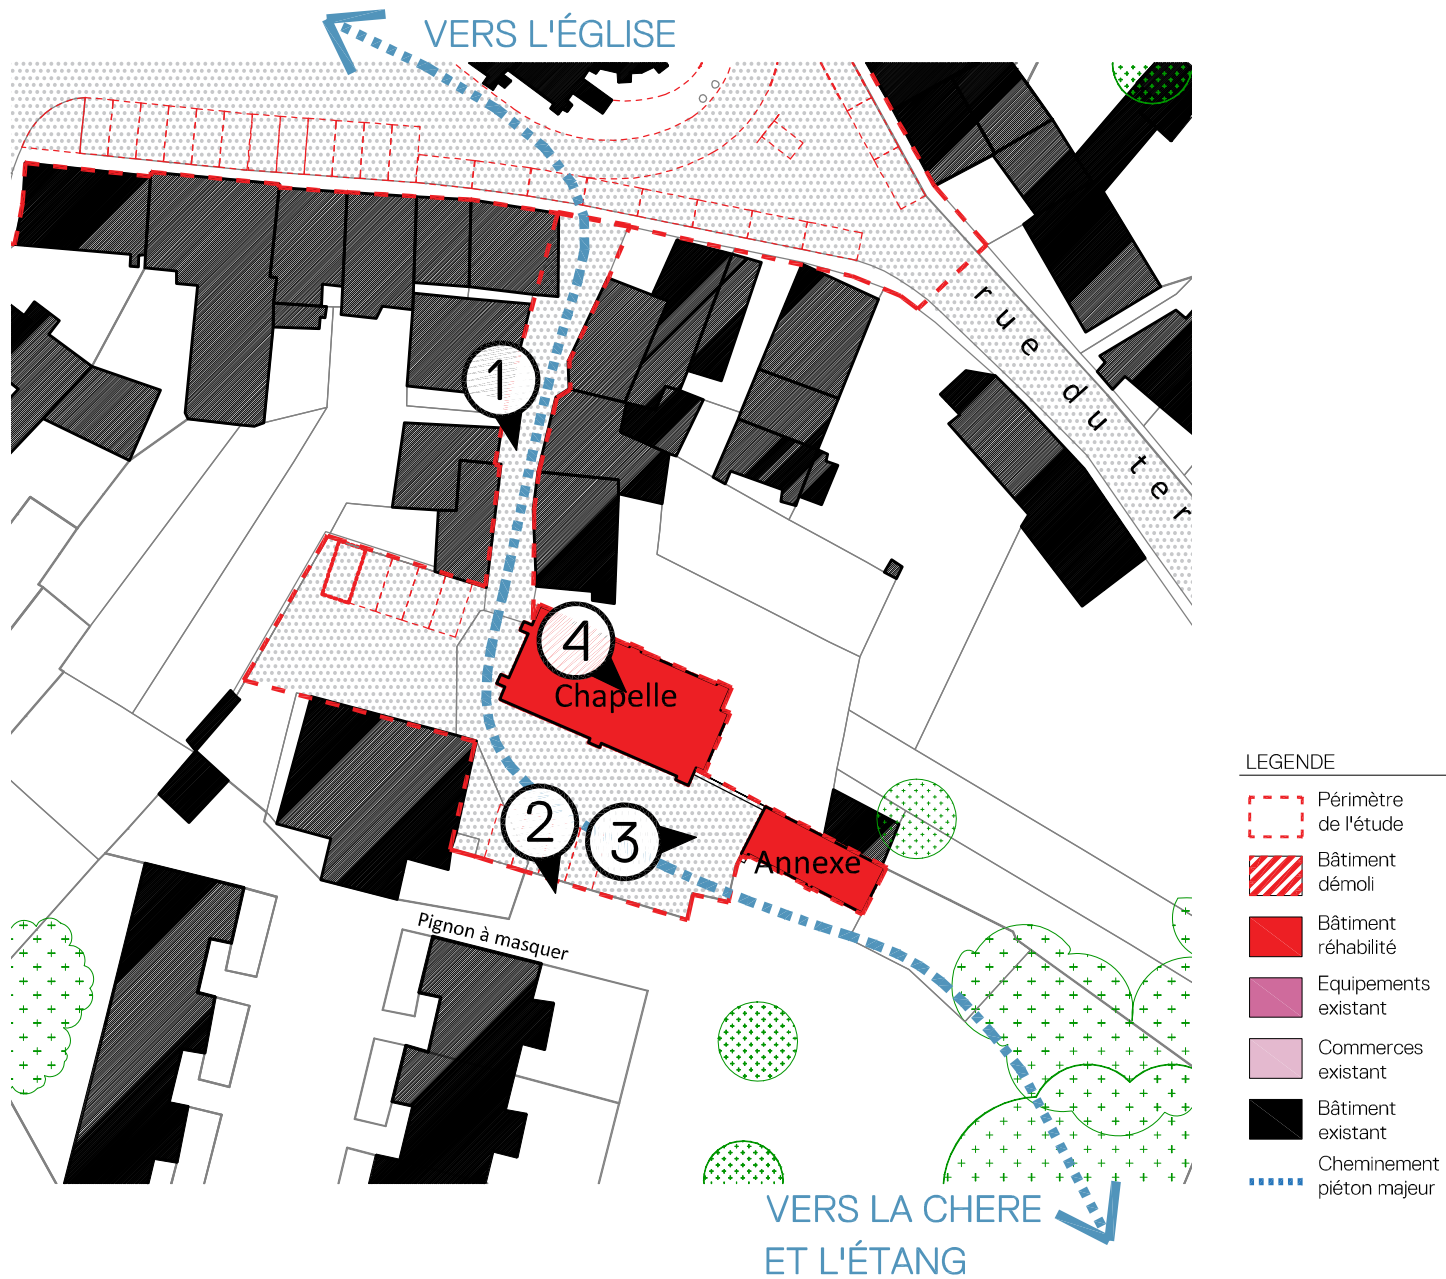 VERS L'ÉGLISE
rue du ter
1
4
Chapelle
2
3
Annexe
Pignon à masquer
VERS LA CHERE
ET L'ÉTANG
LEGENDE
Périmètre
de l'étude
Bâtiment
démoli
Bâtiment
réhabilité
Equipements
existant
Commerces
existant
Bâtiment
existant
Cheminement
piéton majeur